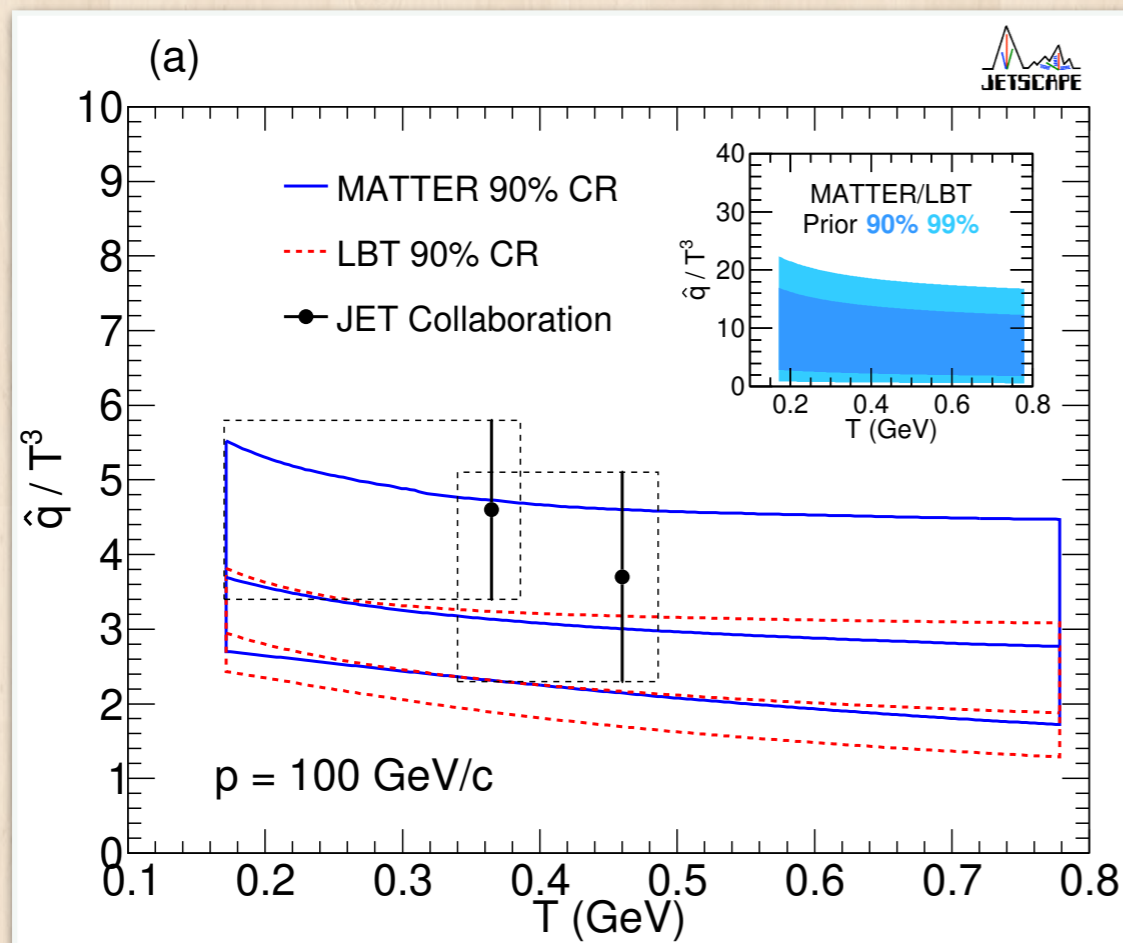 (a)
JETSCAPE
MATTER 90% CR
LBT 90% CR
JET Collaboration
MATTER/LBT
Prior 90% 99%
q̂ / T³
40
30
20
10
0
0.2 0.4 0.6 0.8
T (GeV)
q̂ / T³
10
9
8
7
6
5
4
3
2
1
0
p = 100 GeV/c
0.1 0.2 0.3 0.4 0.5 0.6 0.7 0.8
T (GeV)